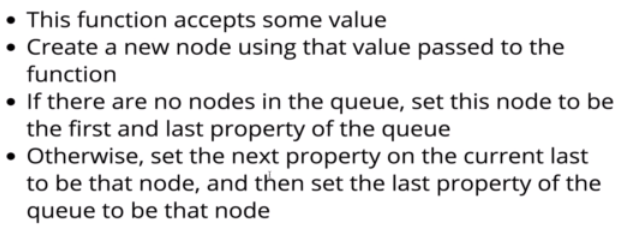 • This function accepts some value
• Create a new node using that value passed to the
function
• If there are no nodes in the queue, set this node to be
the first and last property of the queue
• Otherwise, set the next property on the current last
to be that node, and then set the last property of the
queue to be that node